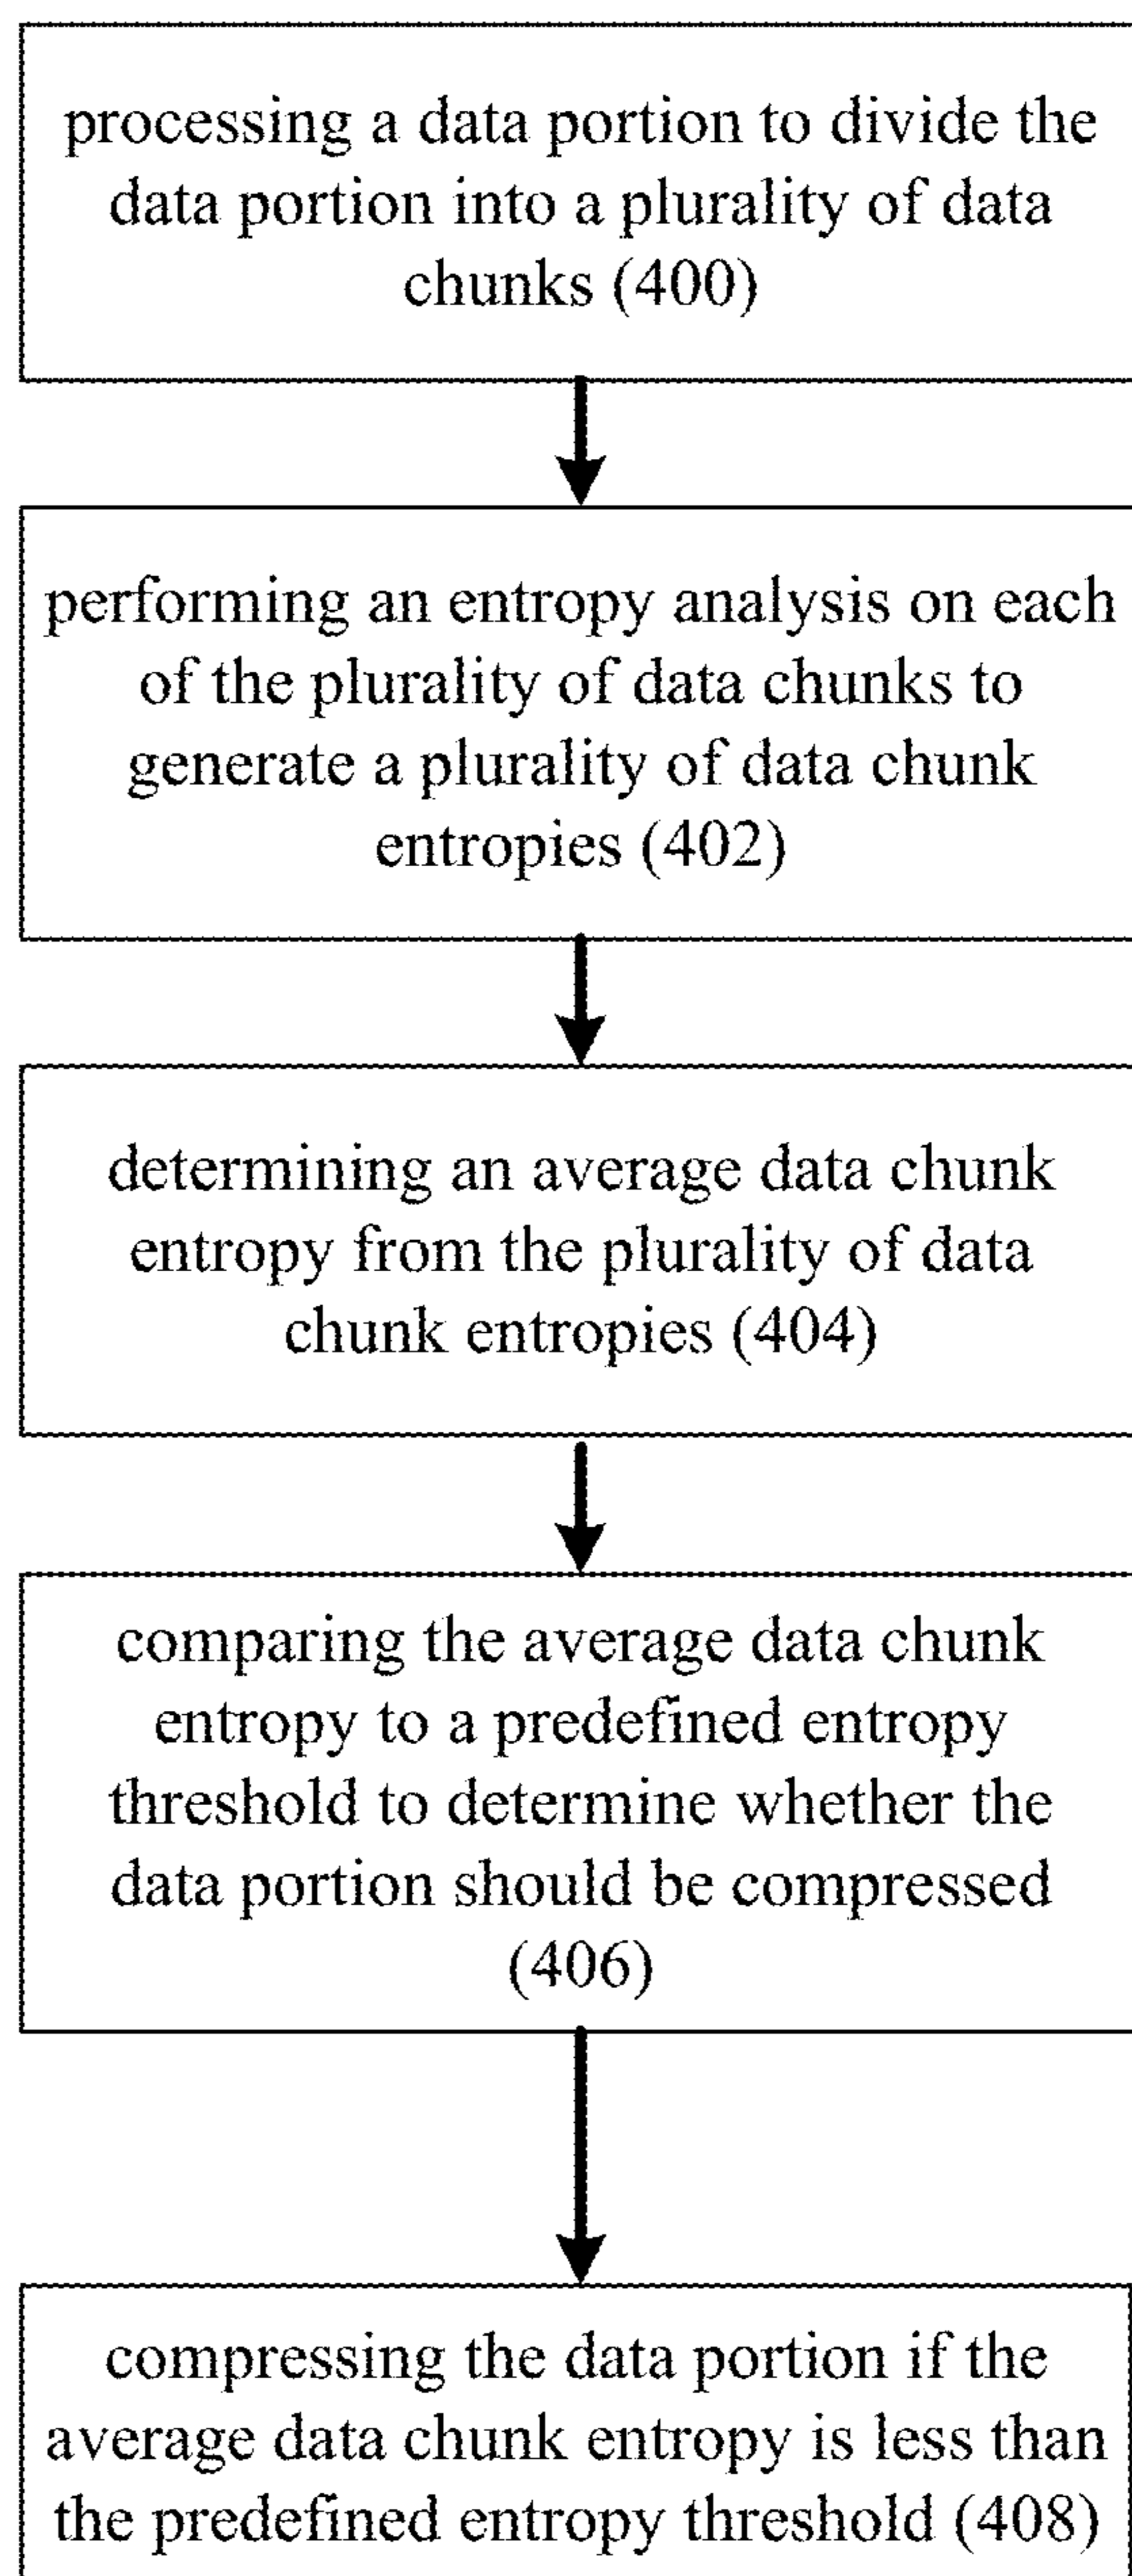 processing a data portion to divide the
data portion into a plurality of data
chunks (400)
performing an entropy analysis on each
of the plurality of data chunks to
generate a plurality of data chunk
entropies (402)
determining an average data chunk
entropy from the plurality of data
chunk entropies (404)
comparing the average data chunk
entropy to a predefined entropy
threshold to determine whether the
data portion should be compressed
(406)
compressing the data portion if the
average data chunk entropy is less than
the predefined entropy threshold (408)